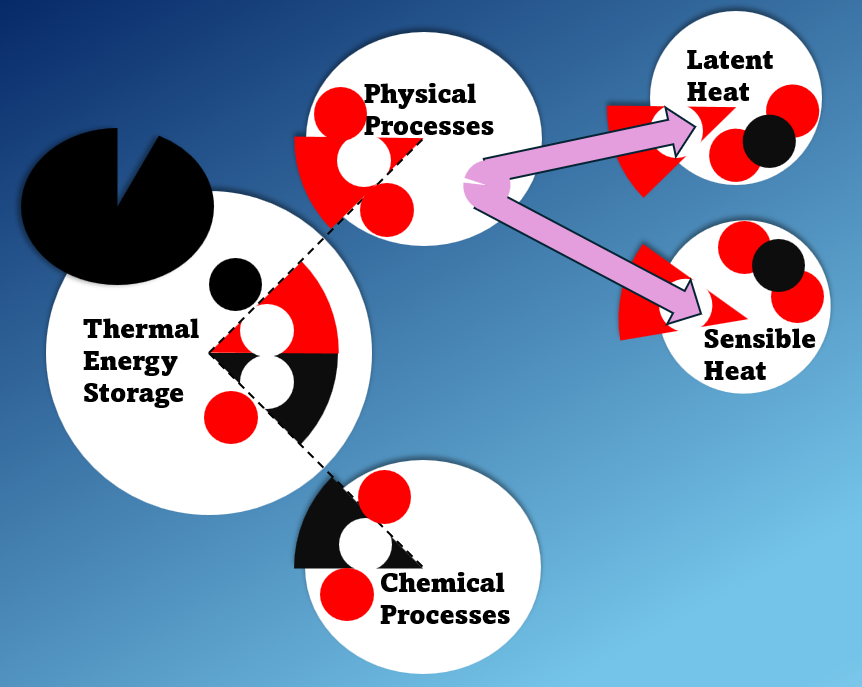 Thermal
Energy
Storage
Physical
Processes
Latent
Heat
Sensible
Heat
Chemical
Processes